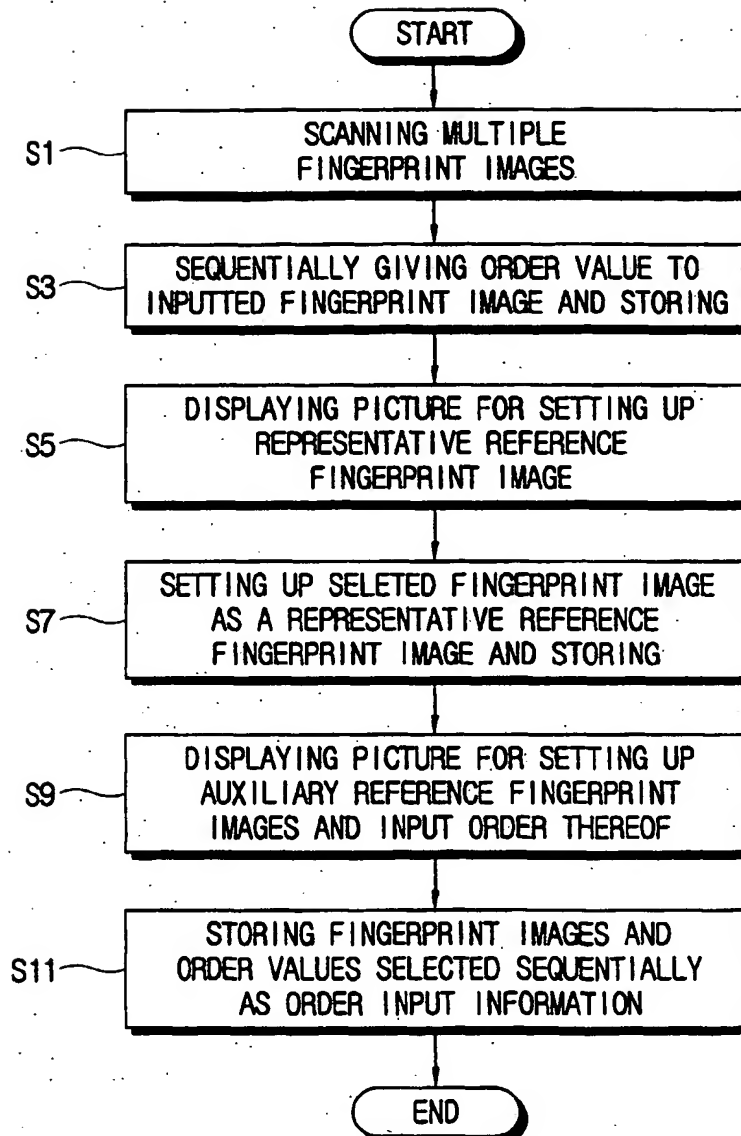 START
S1
SCANNING MULTIPLE
FINGERPRINT IMAGES
S3
SEQUENTIALLY GIVING ORDER VALUE TO
INPUTTED FINGERPRINT IMAGE AND STORING
S5
DISPLAYING PICTURE FOR SETTING UP
REPRESENTATIVE REFERENCE
FINGERPRINT IMAGE
S7
SETTING UP SELETED FINGERPRINT IMAGE
AS A REPRESENTATIVE REFERENCE
FINGERPRINT IMAGE AND STORING
S9
DISPLAYING PICTURE FOR SETTING UP
AUXILIARY REFERENCE FINGERPRINT
IMAGES AND INPUT ORDER THEREOF
S11
STORING FINGERPRINT IMAGES AND
ORDER VALUES SELECTED SEQUENTIALLY
AS ORDER INPUT INFORMATION
END